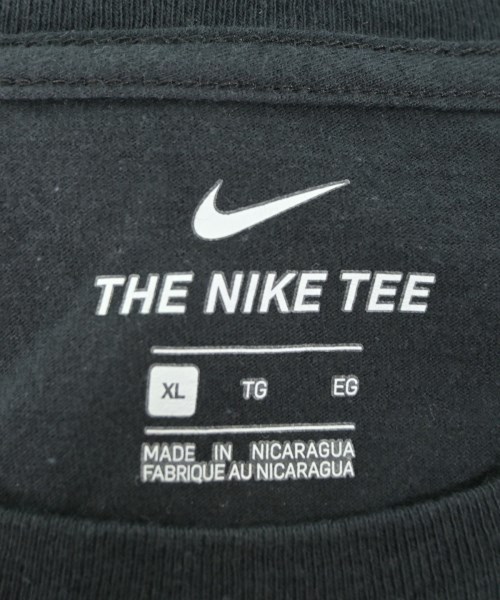 THE NIKE TEE
XL TG EG
MADE IN NICARAGUA
FABRIQUE AU NICARAGUA